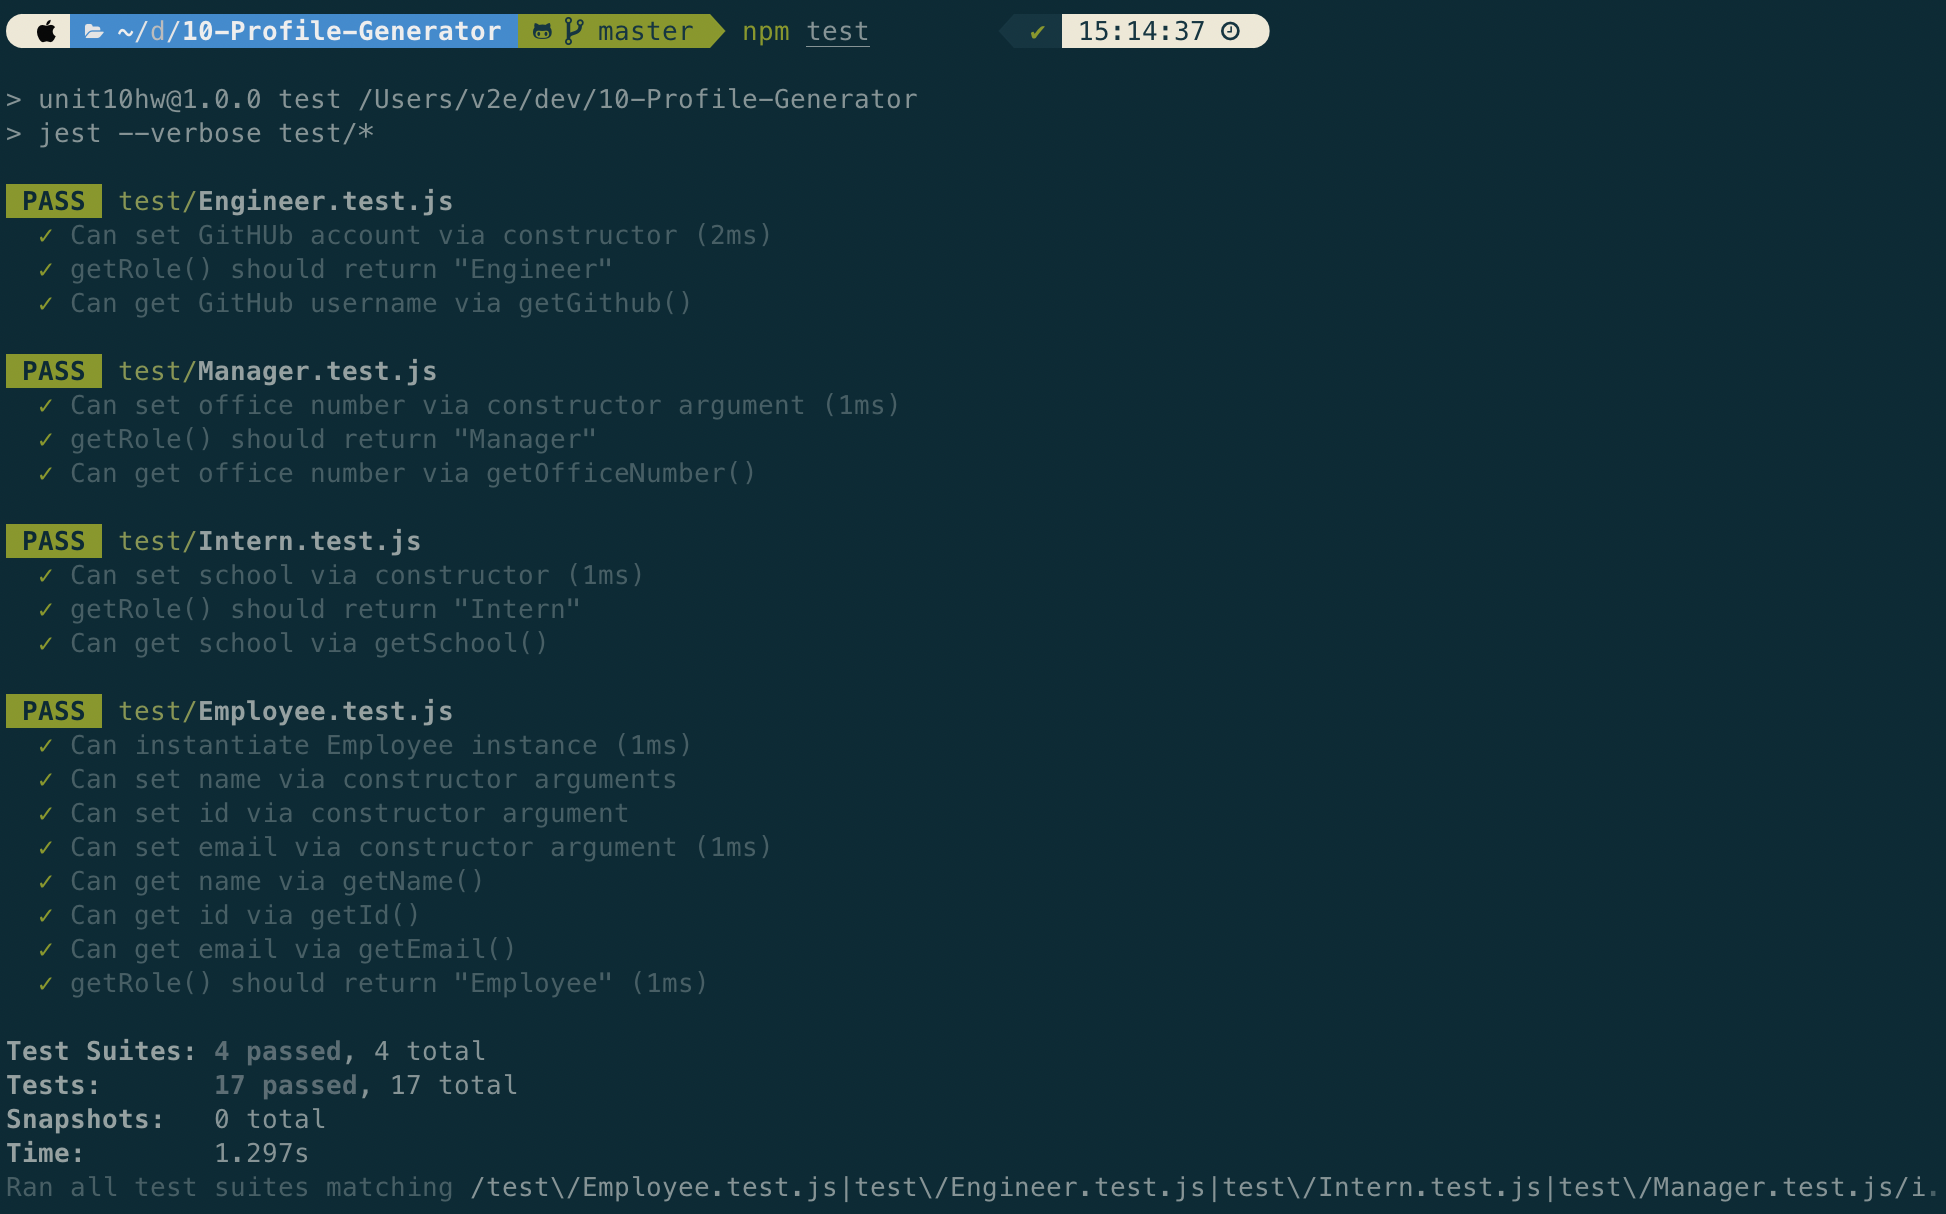 ~/d/10-Profile-Generator master npm test ✔ 15:14:37
> unit10hw@1.0.0 test /Users/v2e/dev/10-Profile-Generator
> jest --verbose test/*
PASS test/Engineer.test.js
✓ Can set GitHUb account via constructor (2ms)
✓ getRole() should return "Engineer"
✓ Can get GitHub username via getGithub()
PASS test/Manager.test.js
✓ Can set office number via constructor argument (1ms)
✓ getRole() should return "Manager"
✓ Can get office number via getOfficeNumber()
PASS test/Intern.test.js
✓ Can set school via constructor (1ms)
✓ getRole() should return "Intern"
✓ Can get school via getSchool()
PASS test/Employee.test.js
✓ Can instantiate Employee instance (1ms)
✓ Can set name via constructor arguments
✓ Can set id via constructor argument
✓ Can set email via constructor argument (1ms)
✓ Can get name via getName()
✓ Can get id via getId()
✓ Can get email via getEmail()
✓ getRole() should return "Employee" (1ms)
Test Suites: 4 passed, 4 total
Tests: 17 passed, 17 total
Snapshots: 0 total
Time: 1.297s
Ran all test suites matching /test\/Employee.test.js|test\/Engineer.test.js|test\/Intern.test.js|test\/Manager.test.js/i.